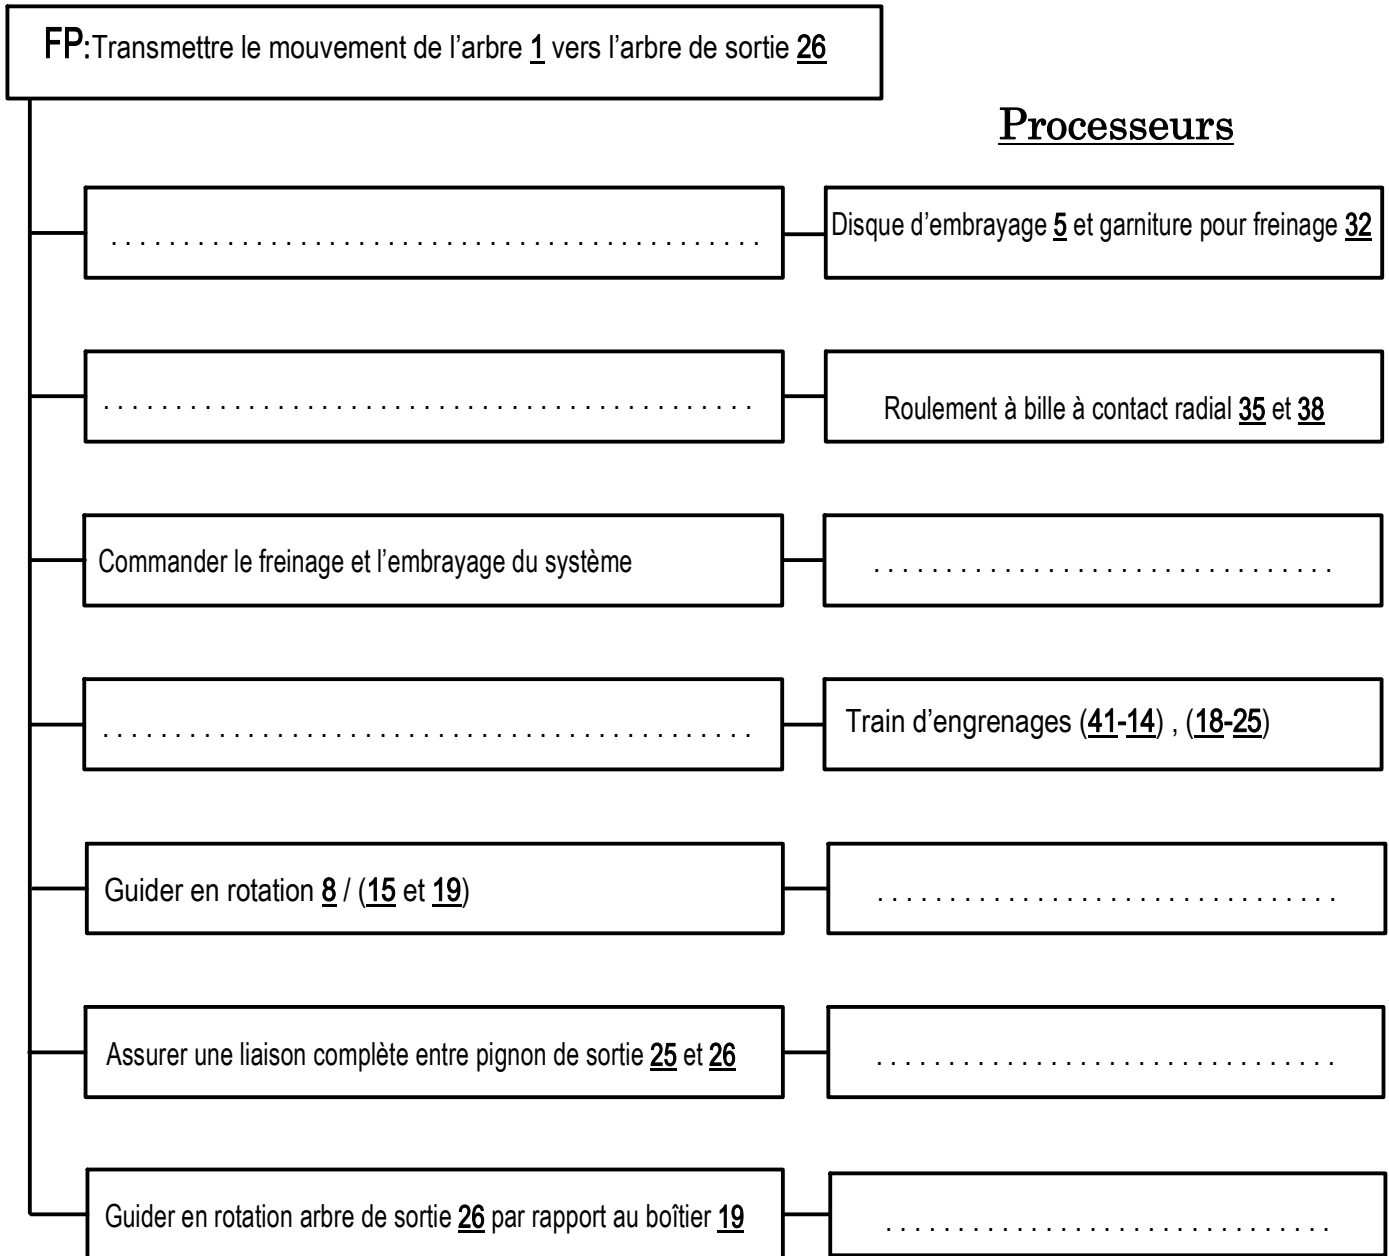 FP:Transmettre le mouvement de l'arbre 1 vers l'arbre de sortie 26
Processeurs
. . . . . . . . . . . . . . . . . . . . . . . . . . . . . . . . . . . . . . . . . . . . . .
Disque d'embrayage 5 et garniture pour freinage 32
. . . . . . . . . . . . . . . . . . . . . . . . . . . . . . . . . . . . . . . . . . . . . .
Roulement à bille à contact radial 35 et 38
Commander le freinage et l'embrayage du système
. . . . . . . . . . . . . . . . . . . . . . . . . . . . . . . .
. . . . . . . . . . . . . . . . . . . . . . . . . . . . . . . . . . . . . . . . . . . . . .
Train d'engrenages (41-14) , (18-25)
Guider en rotation 8 / (15 et 19)
. . . . . . . . . . . . . . . . . . . . . . . . . . . . . . . .
Assurer une liaison complète entre pignon de sortie 25 et 26
. . . . . . . . . . . . . . . . . . . . . . . . . . . . . . . .
Guider en rotation arbre de sortie 26 par rapport au boîtier 19
. . . . . . . . . . . . . . . . . . . . . . . . . . . . . . .